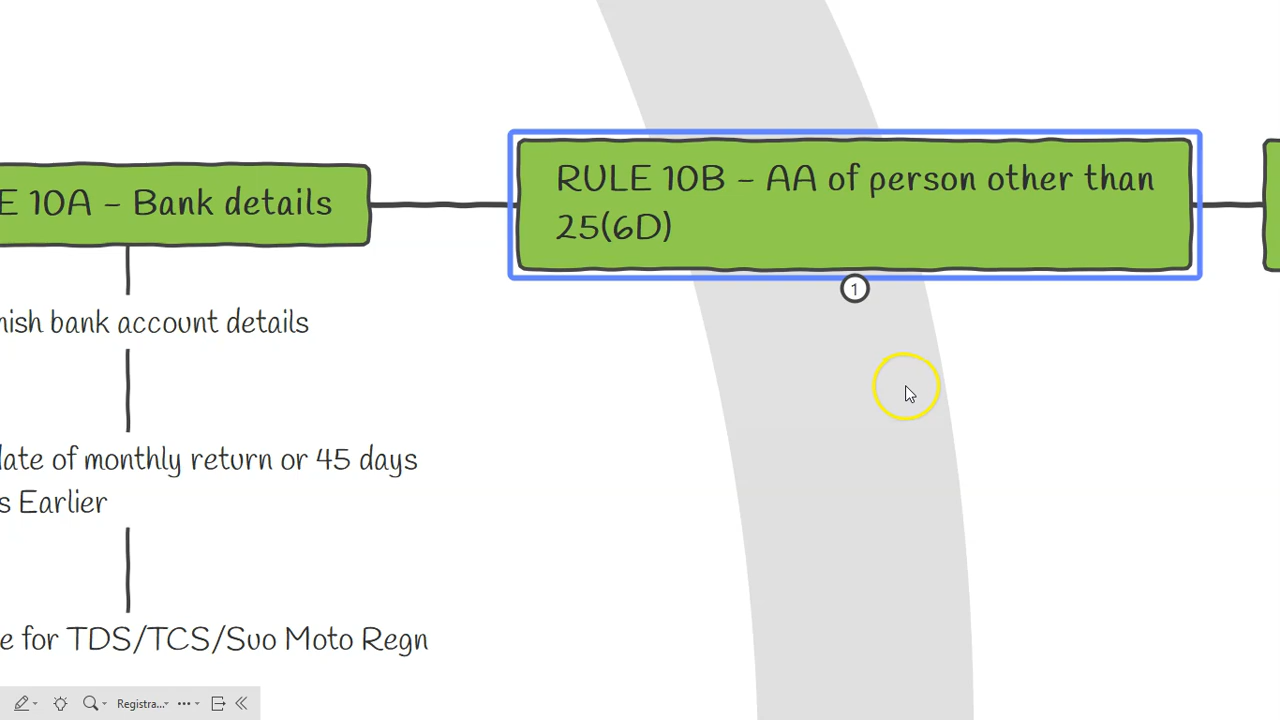 E 10A - Bank details
RULE 10B - AA of person other than
25(6D)
1
nish bank account details
date of monthly return or 45 days
s Earlier
e for TDS/TCS/Suo Moto Regn
Registra...